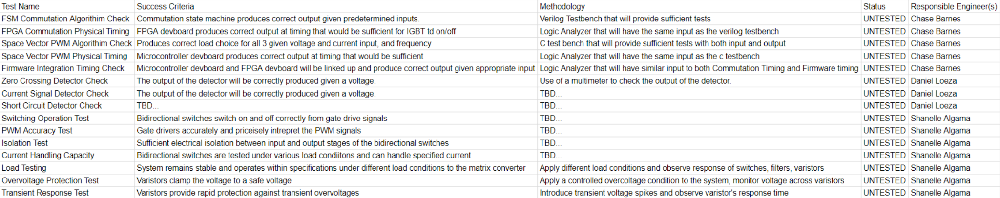 Test Name Success Criteria Methodology Status Responsible Engineer(s)
FSM Commutation Algorithim Check Commutation state machine produces correct output given predetermined inputs. Verilog Testbench that will provide sufficient tests UNTESTED Chase Barnes
FPGA Commutation Physical Timing FPGA devboard produces correct output at timing that would be sufficient for IGBT td on/off Logic Analyzer that will have the same input as the verilog testbench UNTESTED Chase Barnes
Space Vector PWM Algorithim Check Produces correct load choice for all 3 given voltage and current input, and frequency C test bench that will provide sufficient tests with both input and output UNTESTED Chase Barnes
Space Vector PWM Physical Timing Microcontroller devboard produces correct output at timing that would be sufficient Logic Analyzer that will have the same input as the c testbench UNTESTED Chase Barnes
Firmware Integration Timing Check Microcontroller devboard and FPGA devboard will be linked up and produce correct output given appropriate input Logic Analyzer that will have similar input to both Commutation Timing and Firmware timing UNTESTED Chase Barnes
Zero Crossing Detector Check The output of the detector will be correctly produced given a voltage. Use of a multimeter to check the output of the detector. UNTESTED Daniel Loeza
Current Signal Detector Check The output of the detector will be correctly produced given a voltage. TBD... UNTESTED Daniel Loeza
Short Circuit Detector Check TBD... TBD... UNTESTED Daniel Loeza
Switching Operation Test Bidirectional switches switch on and off correctly from gate drive signals TBD... UNTESTED Shanelle Algama
PWM Accuracy Test Gate drivers accurately and priceisely intrepret the PWM signals TBD... UNTESTED Shanelle Algama
Isolation Test Sufficient electrical isolation between input and output stages of the bidirectional switches TBD... UNTESTED Shanelle Algama
Current Handling Capacity Bidirectional switches are tested under various load condiitons and can handle specified current TBD... UNTESTED Shanelle Algama
Load Testing System remains stable and operates within specifications under different load conditions to the matrix converter Apply different load conditions and observe response of switches, filters, varistors UNTESTED Shanelle Algama
Overvoltage Protection Test Varistors clamp the voltage to a safe voltage Apply a controlled overcoltage condition to the system, monitor voltage across varistors UNTESTED Shanelle Algama
Transient Response Test Varistors provide rapid protection against transient overvoltages Introduce transient voltage spikes and observe varistor's response time UNTESTED Shanelle Algama